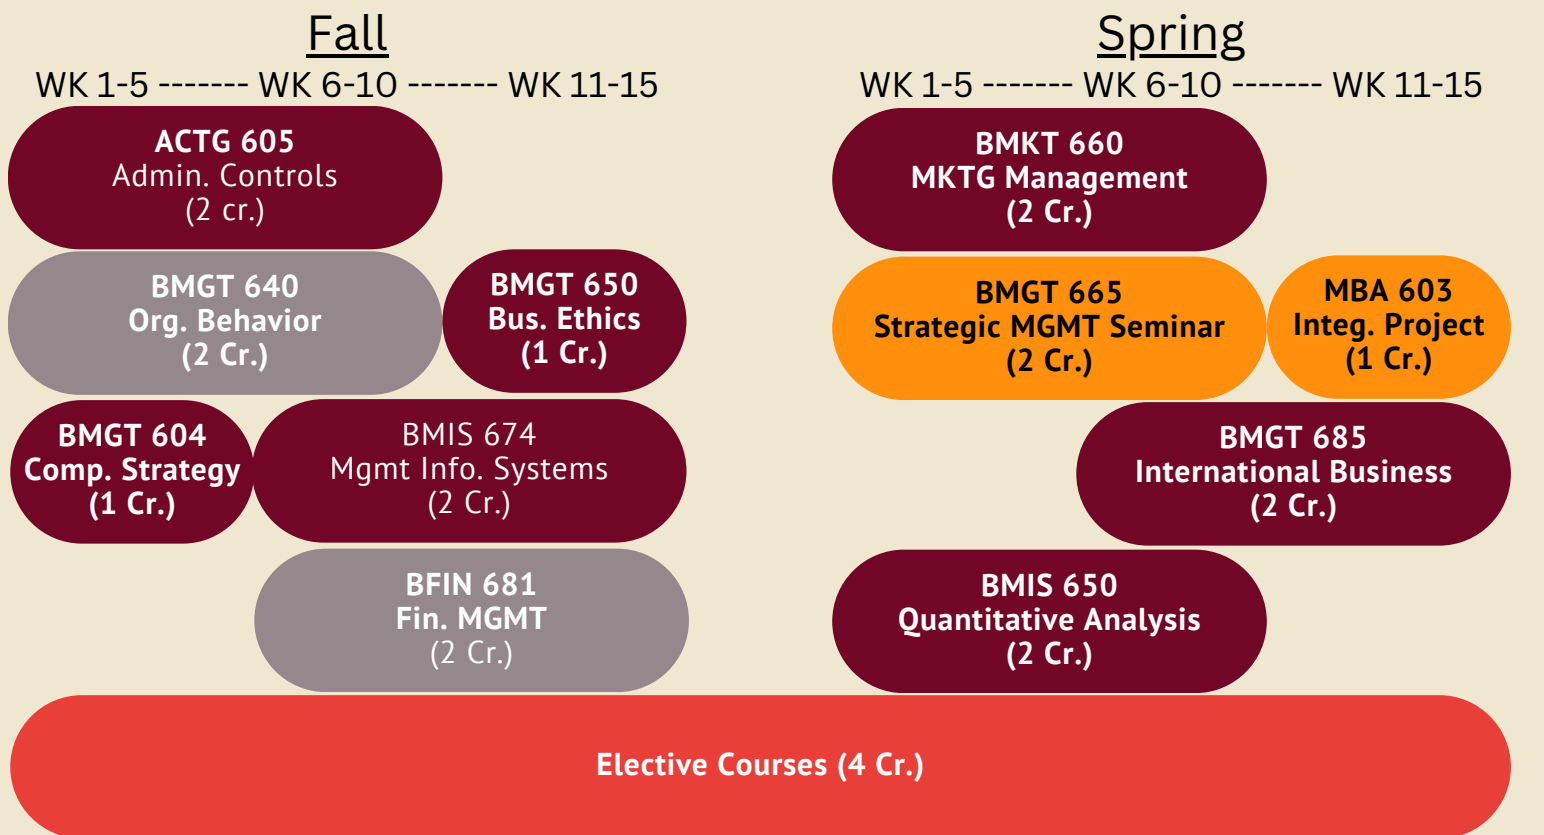 Fall
WK 1-5 ------- WK 6-10 ------- WK 11-15
ACTG 605
Admin. Controls
(2 cr.)
BMGT 640
Org. Behavior
(2 Cr.)
BMGT 650
Bus. Ethics
(1 Cr.)
BMGT 604
Comp. Strategy
(1 Cr.)
BMIS 674
Mgmt Info. Systems
(2 Cr.)
BFIN 681
Fin. MGMT
(2 Cr.)
Spring
WK 1-5 ------- WK 6-10 ------- WK 11-15
BMKT 660
MKTG Management
(2 Cr.)
BMGT 665
Strategic MGMT Seminar
(2 Cr.)
MBA 603
Integ. Project
(1 Cr.)
BMGT 685
International Business
(2 Cr.)
BMIS 650
Quantitative Analysis
(2 Cr.)
Elective Courses (4 Cr.)